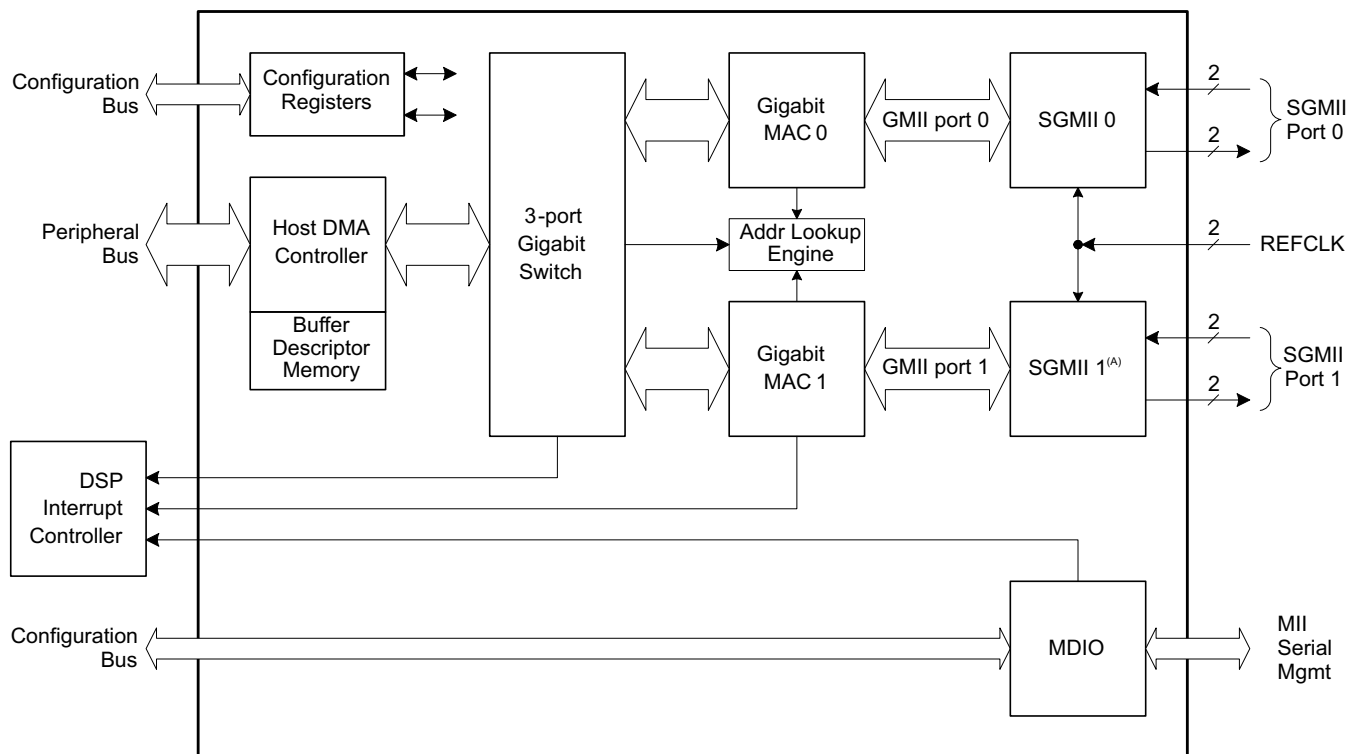 Configuration
Bus
Configuration
Registers
Peripheral
Bus
Host DMA
Controller
Buffer
Descriptor
Memory
3-port
Gigabit
Switch
Gigabit
MAC 0
GMII port 0
SGMII 0
2
2
SGMII
Port 0
Addr Lookup
Engine
2
REFCLK
Gigabit
MAC 1
GMII port 1
SGMII 1(A)
2
2
SGMII
Port 1
DSP
Interrupt
Controller
Configuration
Bus
MDIO
MII
Serial
Mgmt